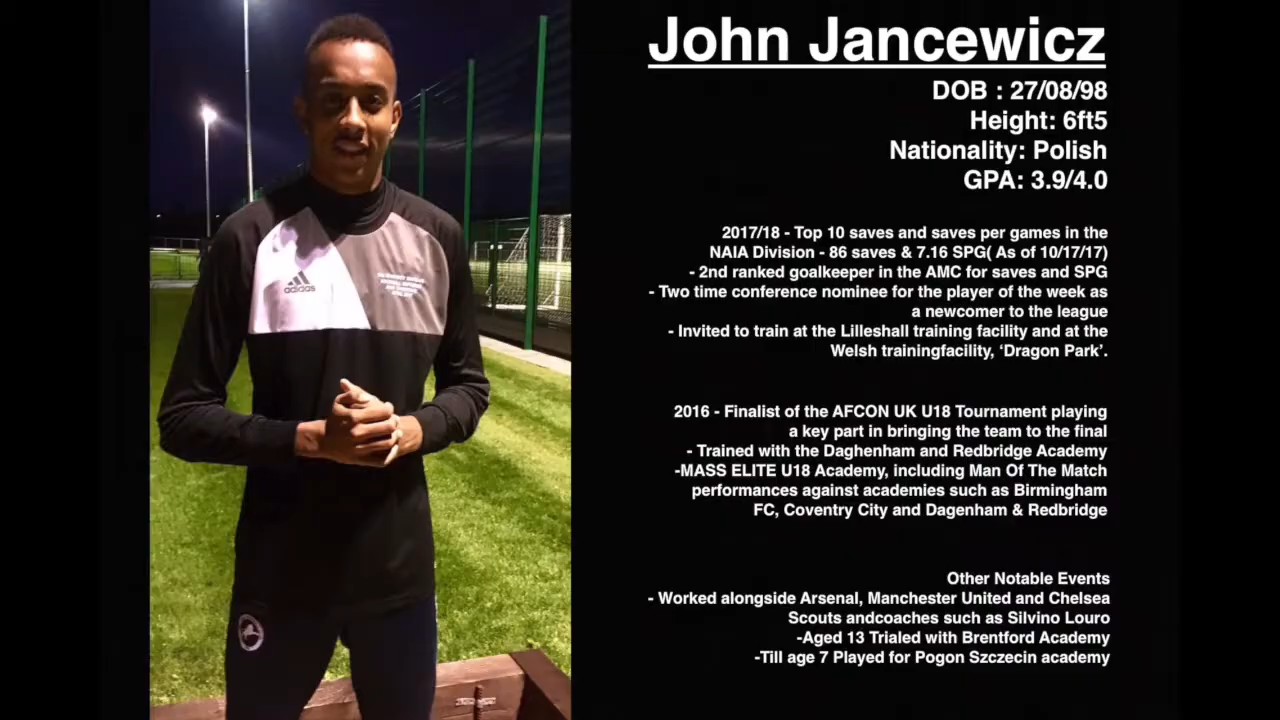 John Jancewicz
DOB : 27/08/98
Height: 6ft5
Nationality: Polish
GPA: 3.9/4.0
2017/18 - Top 10 saves and saves per games in the
NAIA Division - 86 saves & 7.16 SPG( As of 10/17/17)
- 2nd ranked goalkeeper in the AMC for saves and SPG
- Two time conference nominee for the player of the week as
a newcomer to the league
- Invited to train at the Lilleshall training facility and at the
Welsh trainingfacility, ‘Dragon Park’.
2016 - Finalist of the AFCON UK U18 Tournament playing
a key part in bringing the team to the final
- Trained with the Daghenham and Redbridge Academy
-MASS ELITE U18 Academy, including Man Of The Match
performances against academies such as Birmingham
FC, Coventry City and Dagenham & Redbridge
Other Notable Events
- Worked alongside Arsenal, Manchester United and Chelsea
Scouts andcoaches such as Silvino Louro
-Aged 13 Trialed with Brentford Academy
-Till age 7 Played for Pogon Szczecin academy
adidas